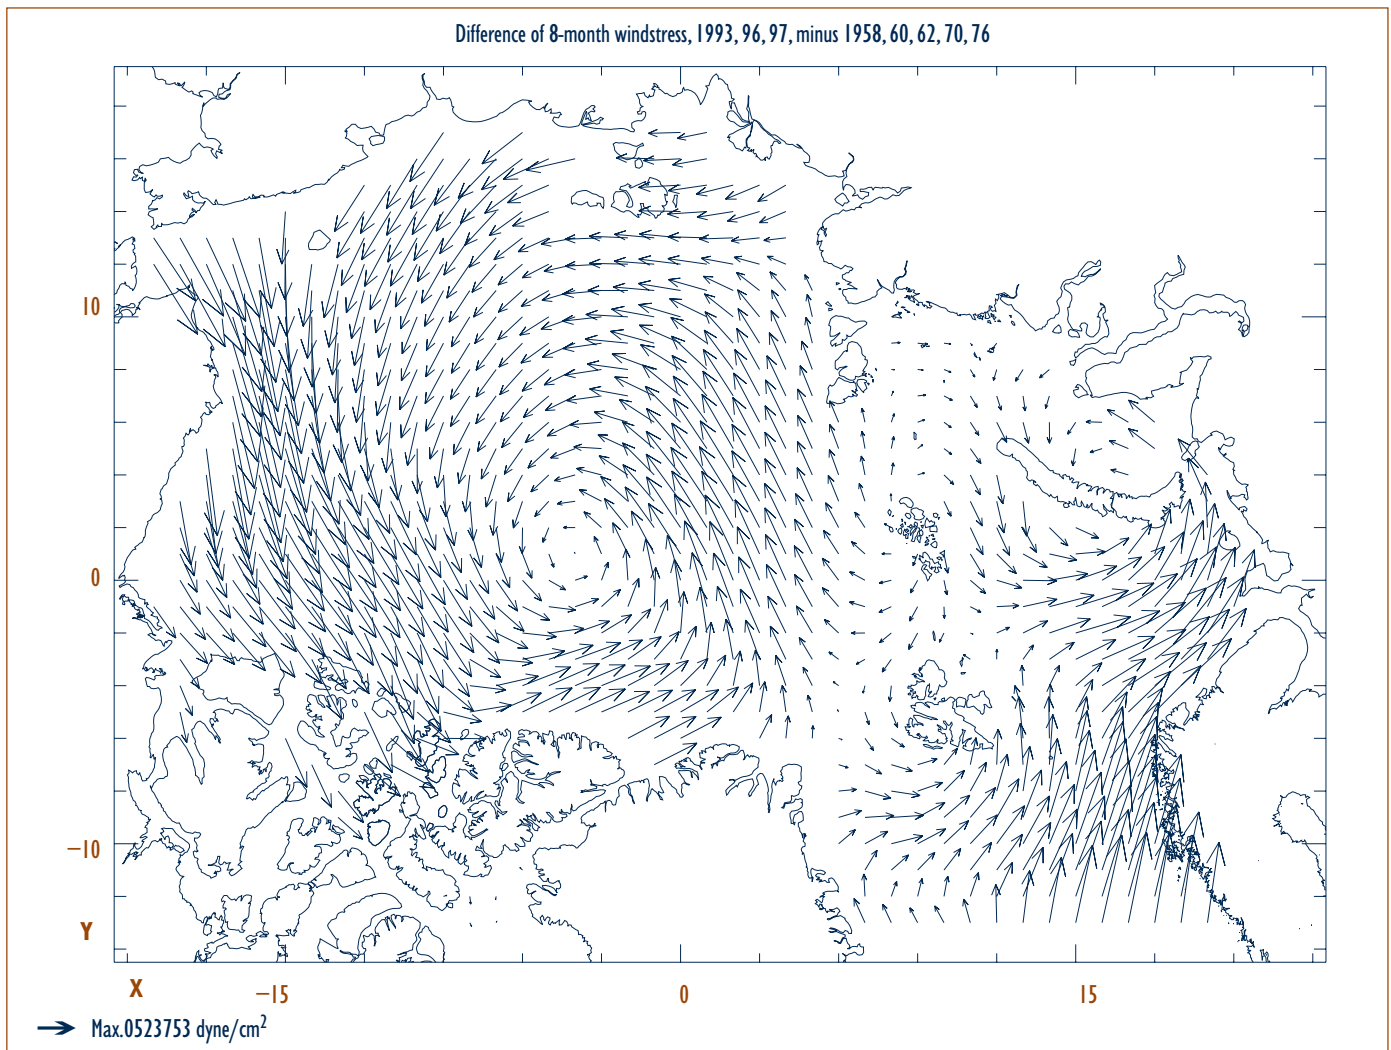 Difference of 8-month windstress, 1993, 96, 97, minus 1958, 60, 62, 70, 76
10
0
−10
Y
X
−15
0
15
Max.0523753 dyne/cm²